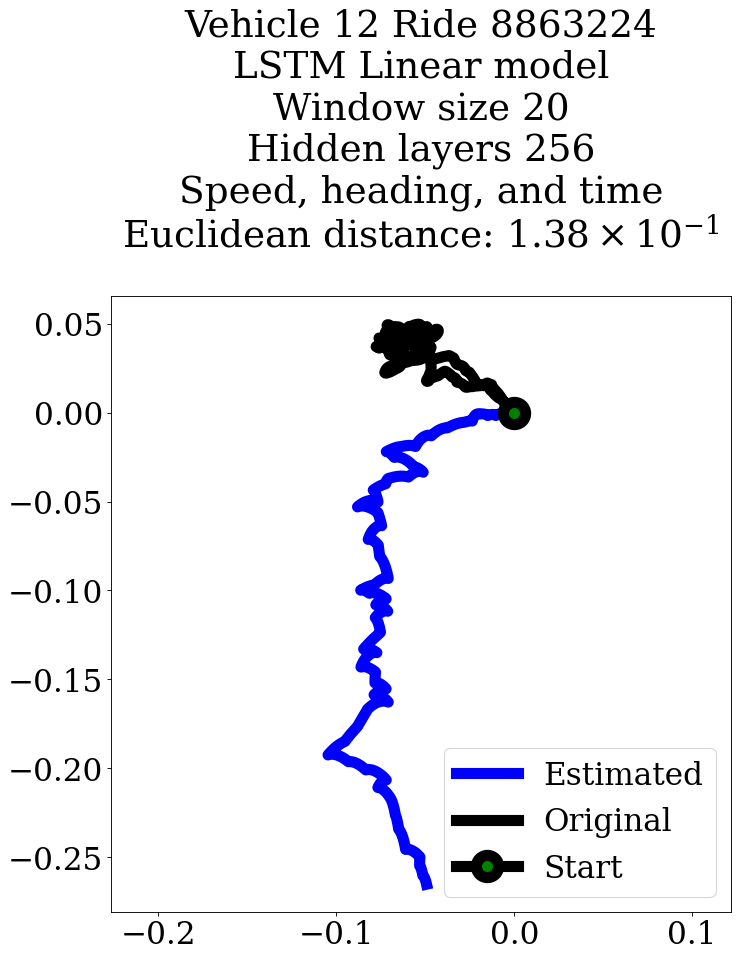 Vehicle 12 Ride 8863224
LSTM Linear model
Window size 20
Hidden layers 256
Speed, heading, and time
Euclidean distance: 1.38 × 10⁻¹
0.05
0.00
−0.05
−0.10
−0.15
−0.20
−0.25
Estimated
Original
Start
−0.2
−0.1
0.0
0.1